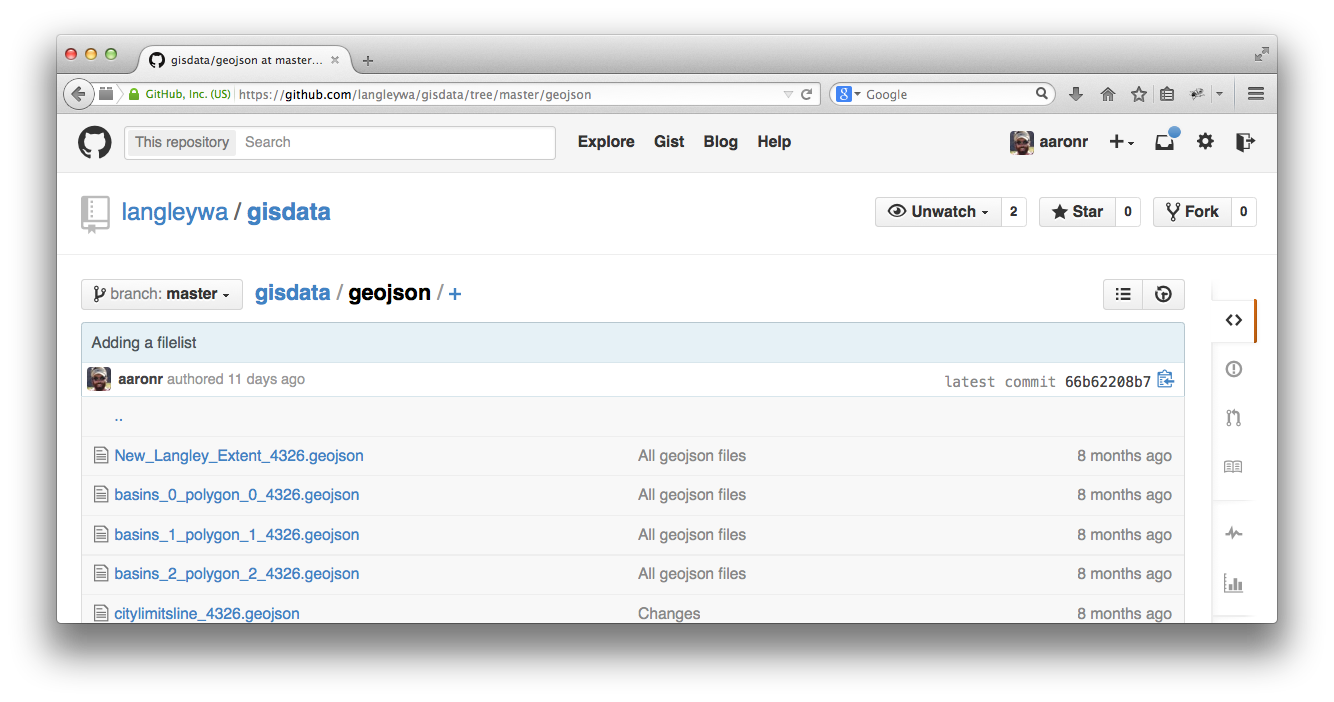 gisdata/geojson at master...
GitHub, Inc. (US) https://github.com/langleywa/gisdata/tree/master/geojson
8 Google
This repository Search Explore Gist Blog Help aaronr
langleywa / gisdata Unwatch 2 Star 0 Fork 0
branch: master gisdata / geojson / +
Adding a filelist
aaronr authored 11 days ago latest commit 66b62208b7
..
New_Langley_Extent_4326.geojson All geojson files 8 months ago
basins_0_polygon_0_4326.geojson All geojson files 8 months ago
basins_1_polygon_1_4326.geojson All geojson files 8 months ago
basins_2_polygon_2_4326.geojson All geojson files 8 months ago
citylimitsline_4326.geojson Changes 8 months ago